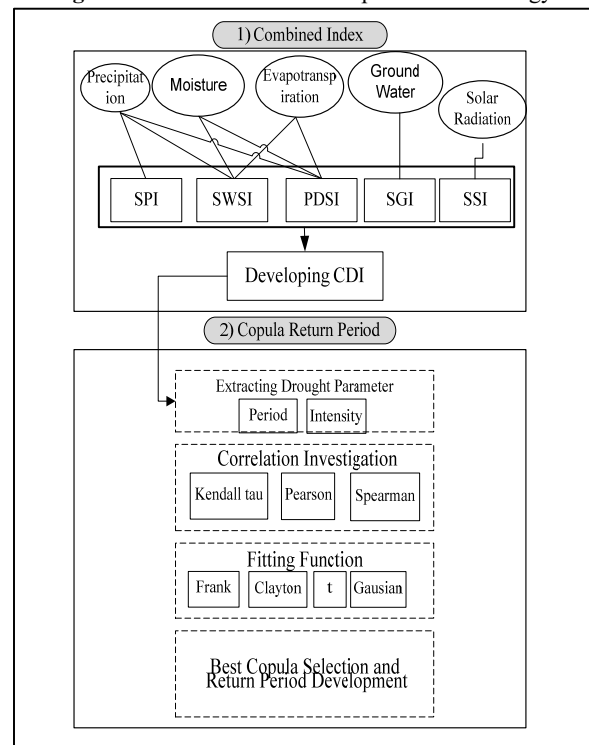 1) Combined Index
Precipitat
ion
Moisture
Evapotransp
iration
Ground
Water
Solar
Radiation
SPI
SWSI
PDSI
SGI
SSI
Developing CDI
2) Copula Return Period
Extracting Drought Parameter
Period
Intensity
Correlation Investigation
Kendall tau
Pearson
Spearman
Fitting Function
Frank
Clayton
t
Gausian
Best Copula Selection and
Return Period Development